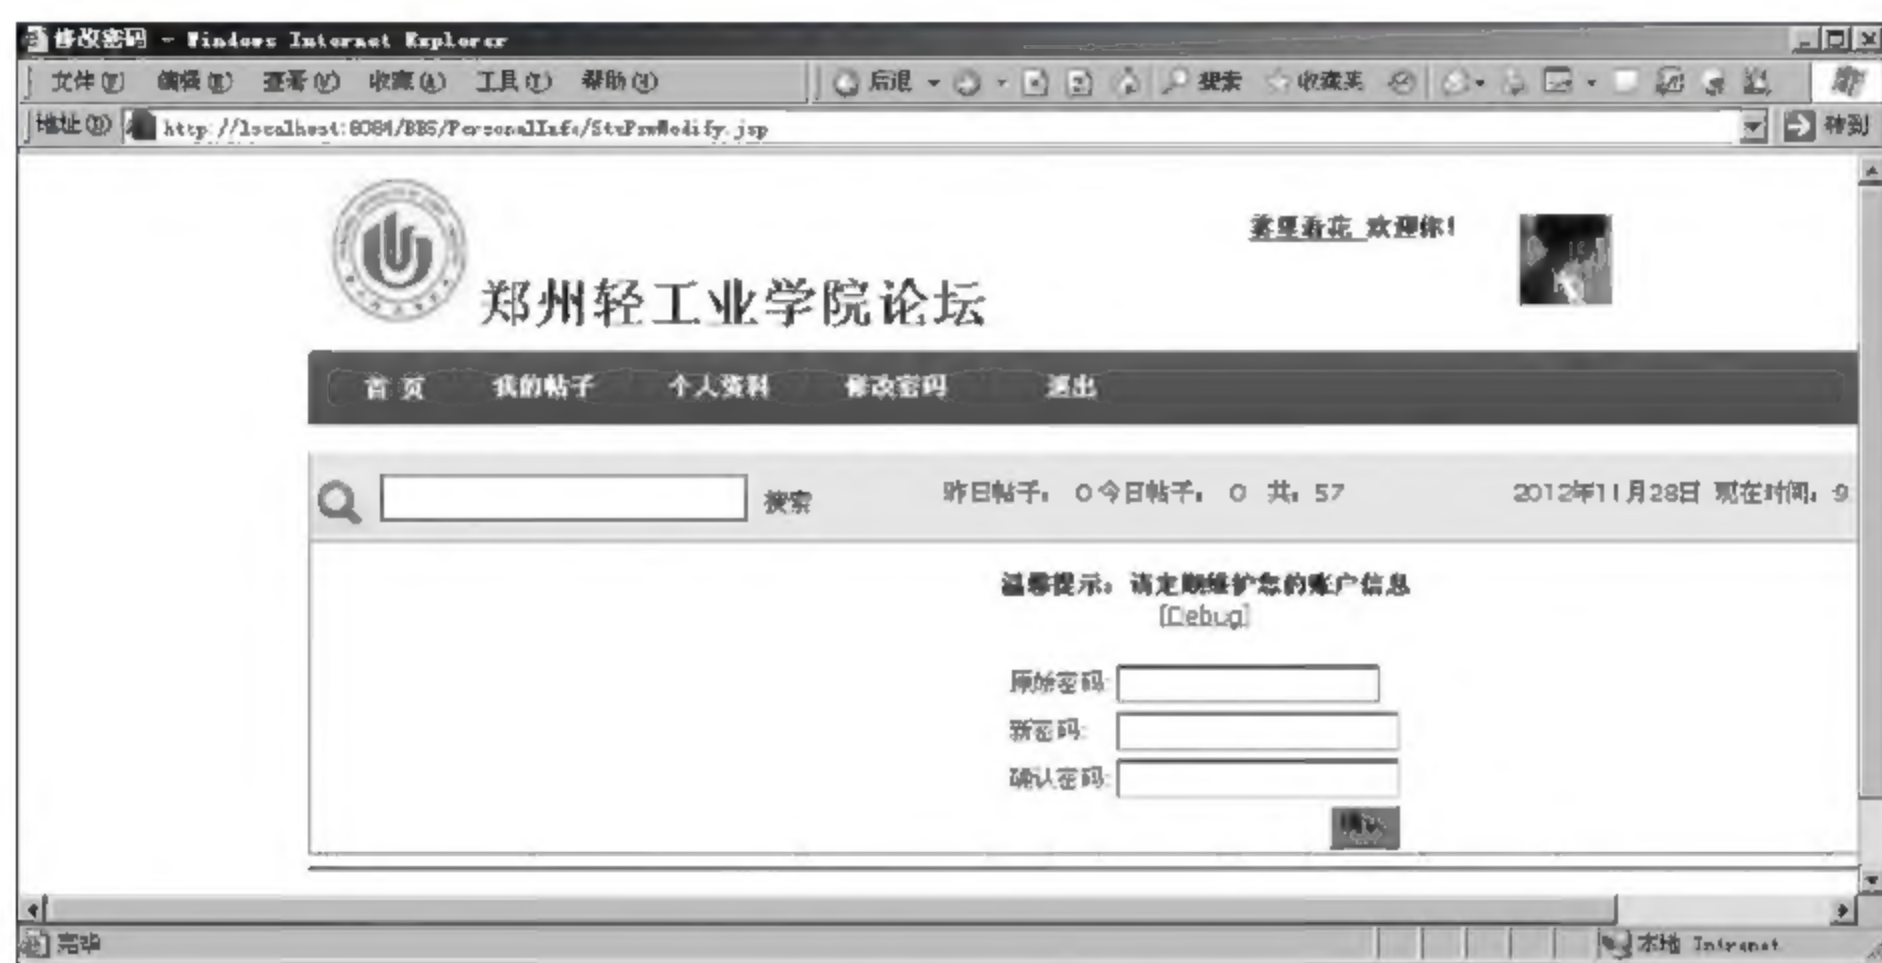 修改密码 - Windows Internet Explorer
文件(F) 编辑(E) 查看(V) 收藏(A) 工具(T) 帮助(H) 后退 搜索 收藏夹
地址(D) http://localhost:8084/BBS/PersonalInfo/StuPswModify.jsp 转到
雾里看花 欢迎你!
郑州轻工业学院论坛
首 页 我的帖子 个人资料 修改密码 退出
搜索 昨日帖子: 0今日帖子: 0 共: 57 2012年11月28日 现在时间: 9
温馨提示: 请定期维护您的账户信息
[Debug]
原始密码:
新密码:
确认密码:
完毕 本地 Intranet